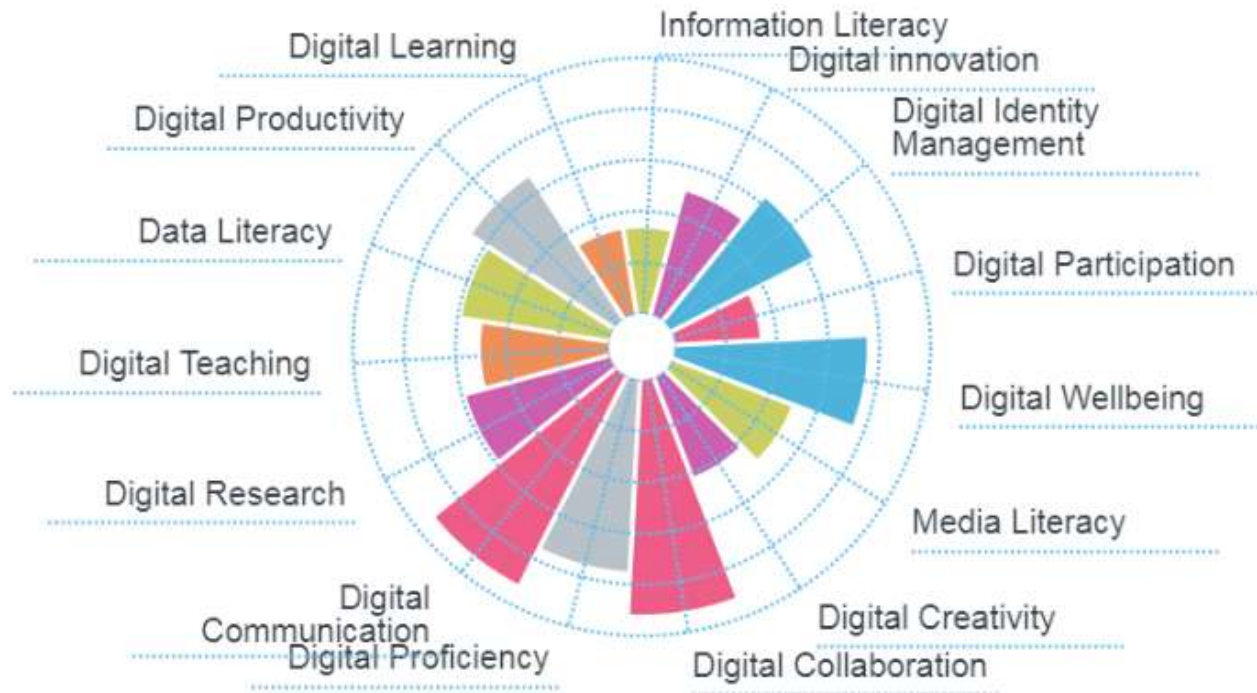 Information Literacy
Digital innovation
Digital Identity
Management
Digital Participation
Digital Wellbeing
Media Literacy
Digital Creativity
Digital Collaboration
Digital Proficiency
Digital
Communication
Digital Research
Digital Teaching
Data Literacy
Digital Productivity
Digital Learning